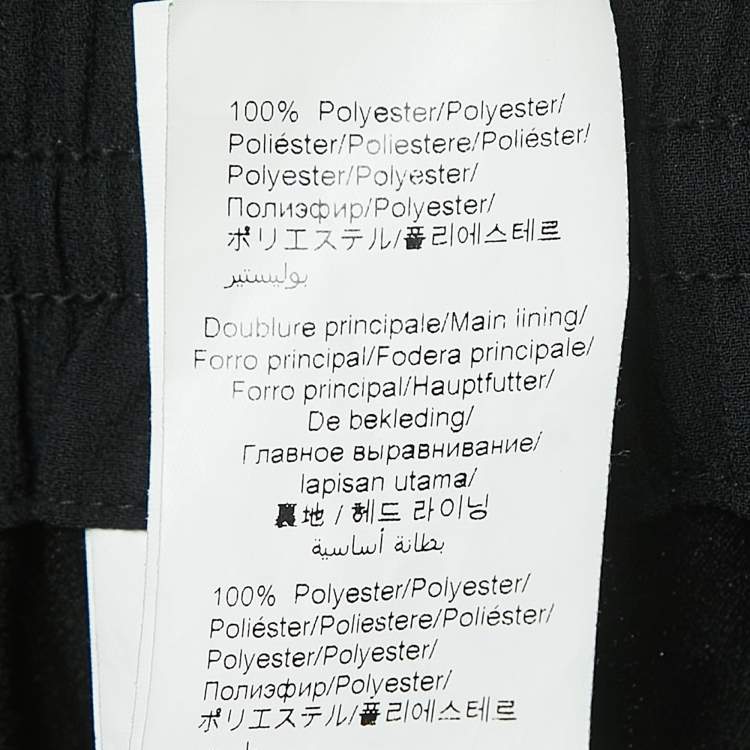 100% Polyester/Polyester/
Poliéster/Poliestere/Poliéster/
Polyester/Polyester/
Полиэфир/Polyester/
ポリエステル/폴리에스테르
بوليستير
Doublure principale/Main lining/
Forro principal/Fodera principale/
Forro principal/Hauptfutter/
De bekleding/
Главное выравнивание/
lapisan utama/
裏地 / 헤드 라이닝
بطانة أساسية
100% Polyester/Polyester/
Poliéster/Poliestere/Poliéster/
Polyester/Polyester/
Полиэфир/Polyester/
ポリエステル/폴리에스테르